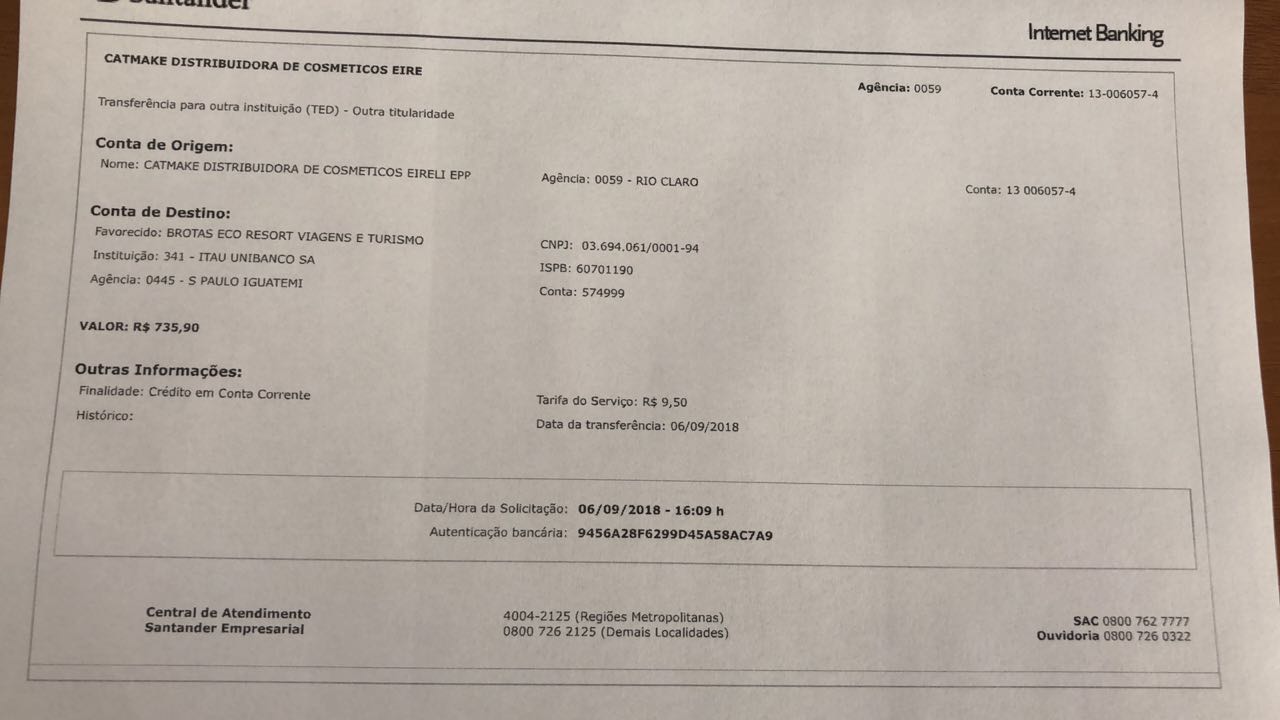 Santander
Internet Banking
CATMAKE DISTRIBUIDORA DE COSMETICOS EIRE
Agência: 0059 Conta Corrente: 13-006057-4
Transferência para outra instituição (TED) - Outra titularidade
Conta de Origem:
Nome: CATMAKE DISTRIBUIDORA DE COSMETICOS EIRELI EPP Agência: 0059 - RIO CLARO Conta: 13 006057-4
Conta de Destino:
Favorecido: BROTAS ECO RESORT VIAGENS E TURISMO CNPJ: 03.694.061/0001-94
Instituição: 341 - ITAU UNIBANCO SA ISPB: 60701190
Agência: 0445 - S PAULO IGUATEMI Conta: 574999
VALOR: R$ 735,90
Outras Informações:
Finalidade: Crédito em Conta Corrente Tarifa do Serviço: R$ 9,50
Histórico: Data da transferência: 06/09/2018
Data/Hora da Solicitação: 06/09/2018 - 16:09 h
Autenticação bancária: 9456A28F6299D45A58AC7A9
Central de Atendimento 4004-2125 (Regiões Metropolitanas) SAC 0800 762 7777
Santander Empresarial 0800 726 2125 (Demais Localidades) Ouvidoria 0800 726 0322